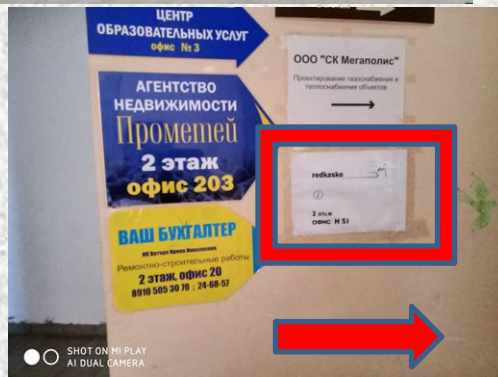 ЦЕНТР
ОБРАЗОВАТЕЛЬНЫХ УСЛУГ
офис № 3
АГЕНТСТВО
НЕДВИЖИМОСТИ
Прометей
2 этаж
офис 203
ВАШ БУХГАЛТЕР
Ремонтно-строительные работы
2 этаж, офис 20
8910 505 30 70 ; 24-68-57
ООО "СК Мегаполис"
Проектирование газоснабжения и
теплоснабжения объектов
redkasko
2 этаж
офис Н 51
SHOT ON MI PLAY
AI DUAL CAMERA